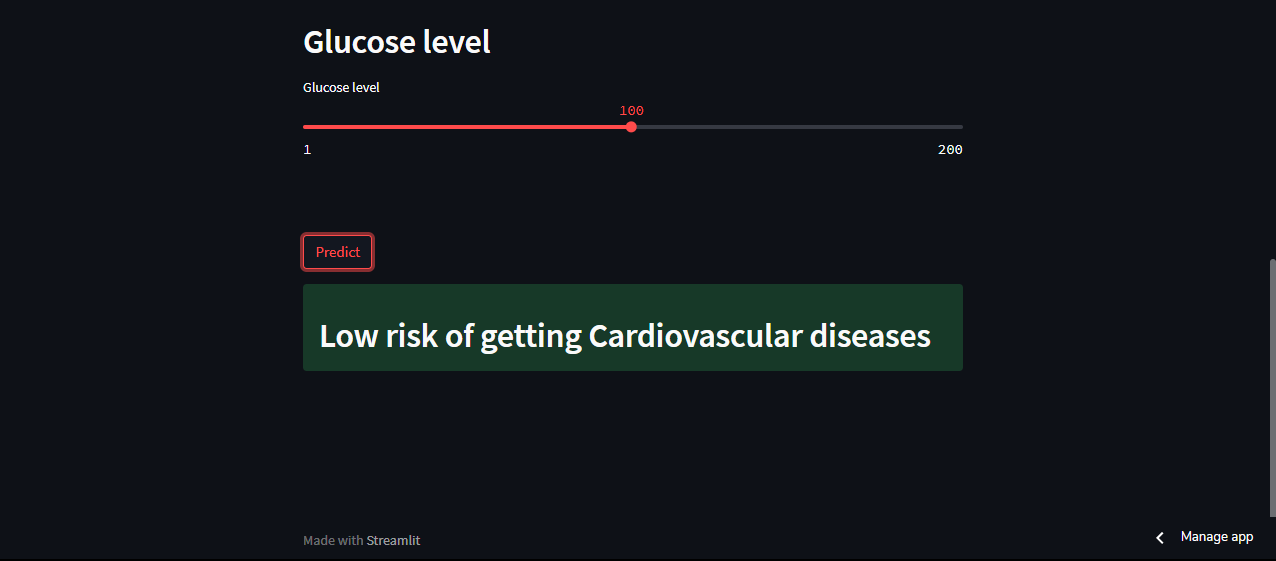 Glucose level
Glucose level
100
1
200
Predict
Low risk of getting Cardiovascular diseases
Made with Streamlit
Manage app